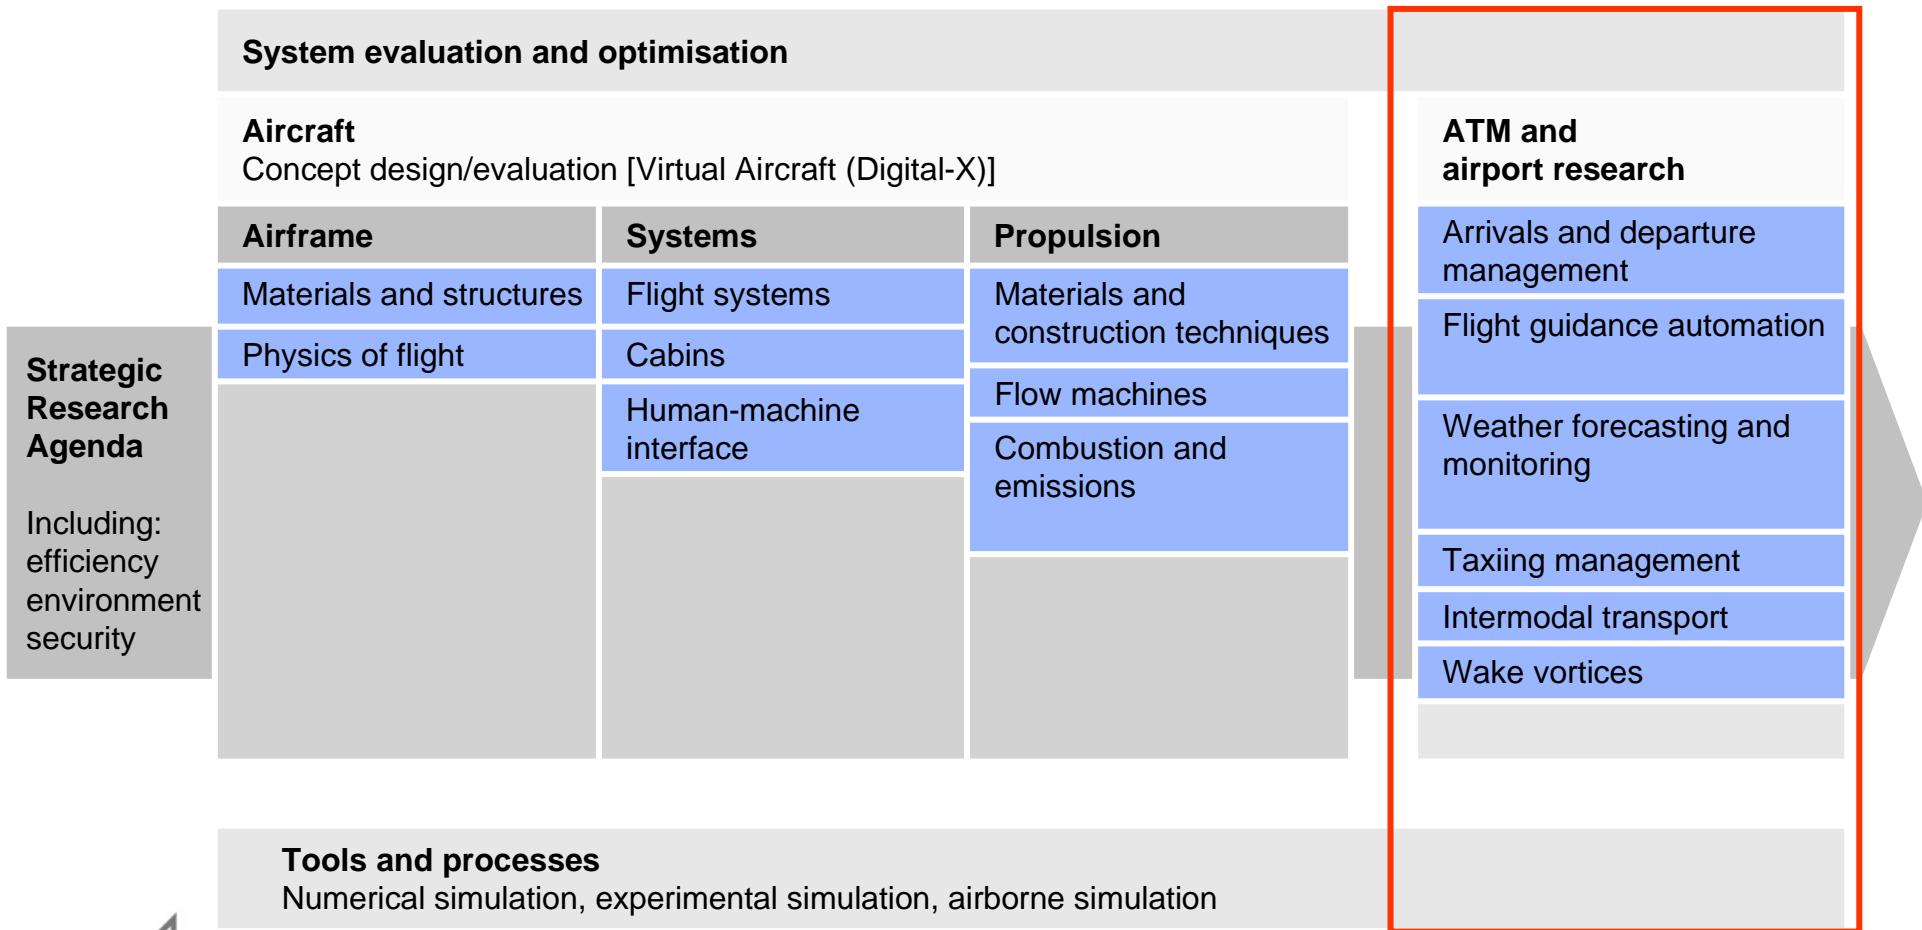 System evaluation and optimisation
Aircraft
Concept design/evaluation [Virtual Aircraft (Digital-X)]
ATM and
airport research
Airframe
Materials and structures
Physics of flight
Systems
Flight systems
Cabins
Human-machine
interface
Propulsion
Materials and
construction techniques
Flow machines
Combustion and
emissions
Arrivals and departure
management
Flight guidance automation
Weather forecasting and
monitoring
Taxiing management
Intermodal transport
Wake vortices
Strategic
Research
Agenda
Including:
efficiency
environment
security
Tools and processes
Numerical simulation, experimental simulation, airborne simulation